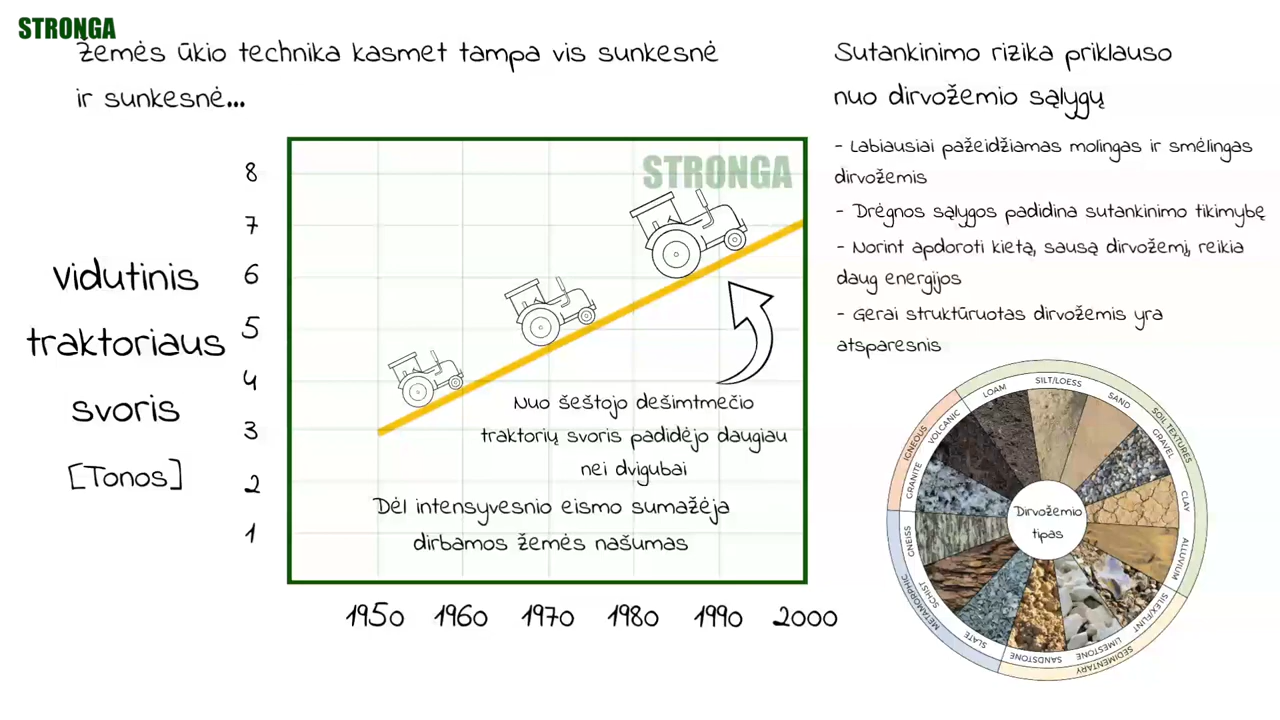 STRONGA
Žemės ūkio technika kasmet tampa vis sunkesnė
ir sunkesnė...
Vidutinis
traktoriaus
svoris
[Tonos]
8
7
6
5
4
3
2
1
STRONGA
Nuo šeštojo dešimtmečio
traktorių svoris padidėjo daugiau
nei dvigubai
Dėl intensyvesnio eismo sumažėja
dirbamos žemės našumas
1950 1960 1970 1980 1990 2000
Sutankinimo rizika priklauso
nuo dirvožemio sąlygų
- Labiausiai pažeidžiamas molingas ir smėlingas
dirvožemis
- Drėgnos sąlygos padidina sutankinimo tikimybę
- Norint apdoroti kietą, sausą dirvožemį, reikia
daug energijos
- Gerai struktūruotas dirvožemis yra
atsparesnis
Dirvožemio
tipas
SOIL TEXTURES
LOAM
SILT/LOESS
SAND
GRAVEL
CLAY
ALLUVIUM
SEDIMENTARY
SILEX/FLINT
LIMESTONE
SANDSTONE
METAMORPHIC
SLATE
SCHIST
GNEISS
IGNEOUS
GRANITE
VOLCANIC